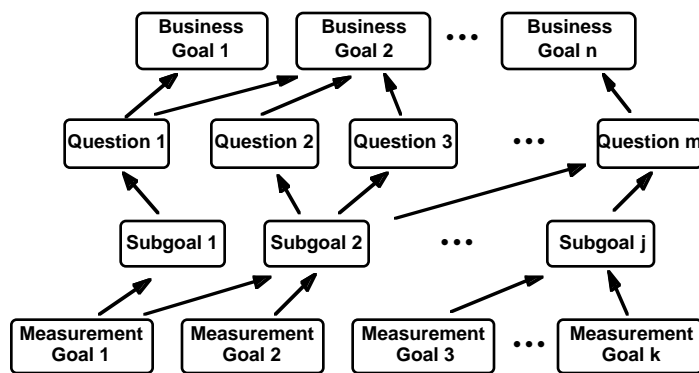 Business
Goal 1
Business
Goal 2
•••
Business
Goal n
Question 1
Question 2
Question 3
•••
Question m
Subgoal 1
Subgoal 2
•••
Subgoal j
Measurement
Goal 1
Measurement
Goal 2
Measurement
Goal 3
•••
Measurement
Goal k